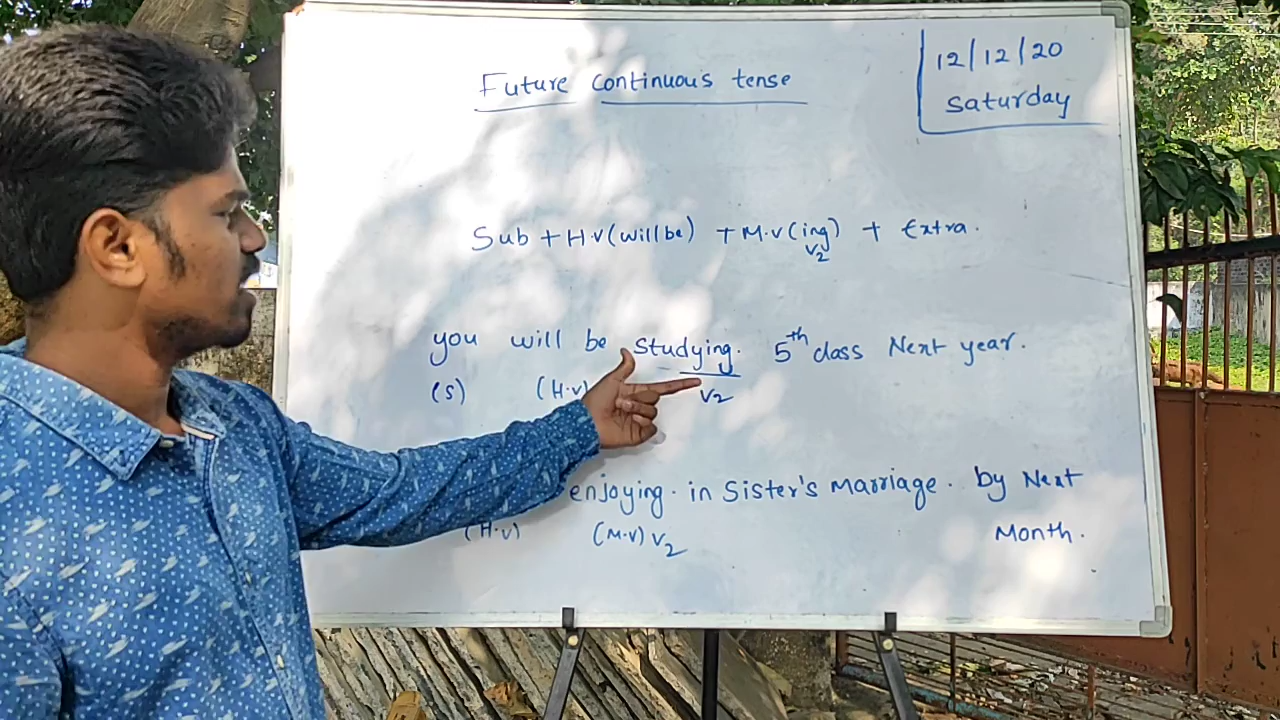 Future continuous tense
12/12/20
Saturday
Sub + H.V (will be) + M.V (ing) + Extra.
V2
you will be studying. 5th class Next year.
(S) (H.V) V2
enjoying. in Sister's marriage. by Next
(H.V) (M.V) V2 Month.